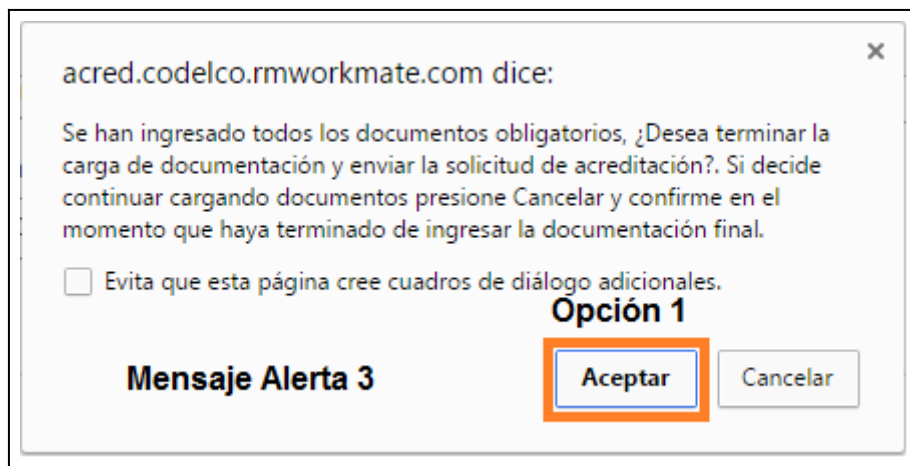 acred.codelco.rmworkmate.com dice:
Se han ingresado todos los documentos obligatorios, ¿Desea terminar la
carga de documentación y enviar la solicitud de acreditación?. Si decide
continuar cargando documentos presione Cancelar y confirme en el
momento que haya terminado de ingresar la documentación final.
Evita que esta página cree cuadros de diálogo adicionales.
Opción 1
Mensaje Alerta 3
Aceptar
Cancelar